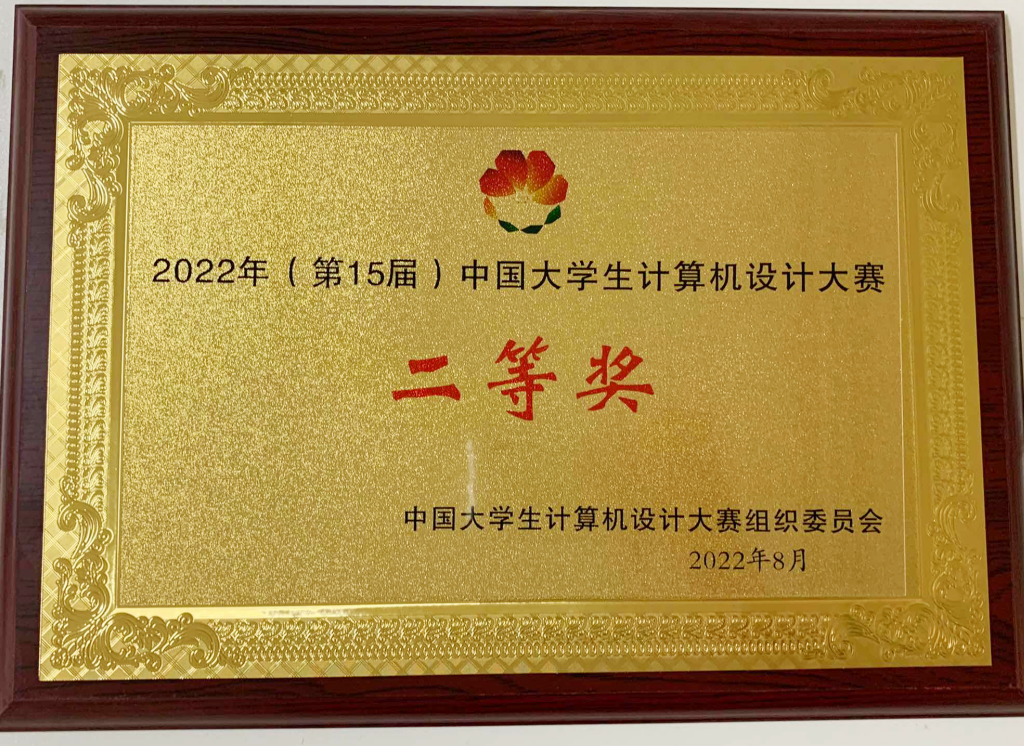 2022年（第15届）中国大学生计算机设计大赛
二等奖
中国大学生计算机设计大赛组织委员会
2022年8月